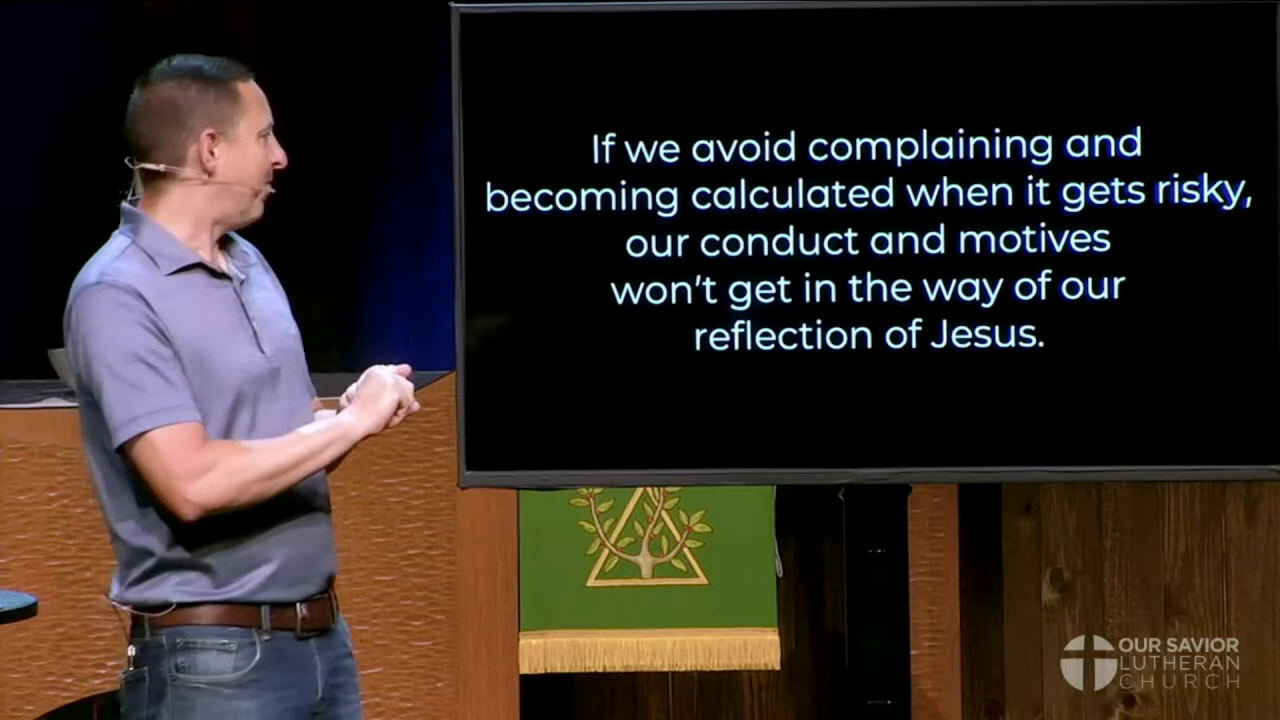 If we avoid complaining and
becoming calculated when it gets risky,
our conduct and motives
won't get in the way of our
reflection of Jesus.
OUR SAVIOR
LUTHERAN
CHURCH